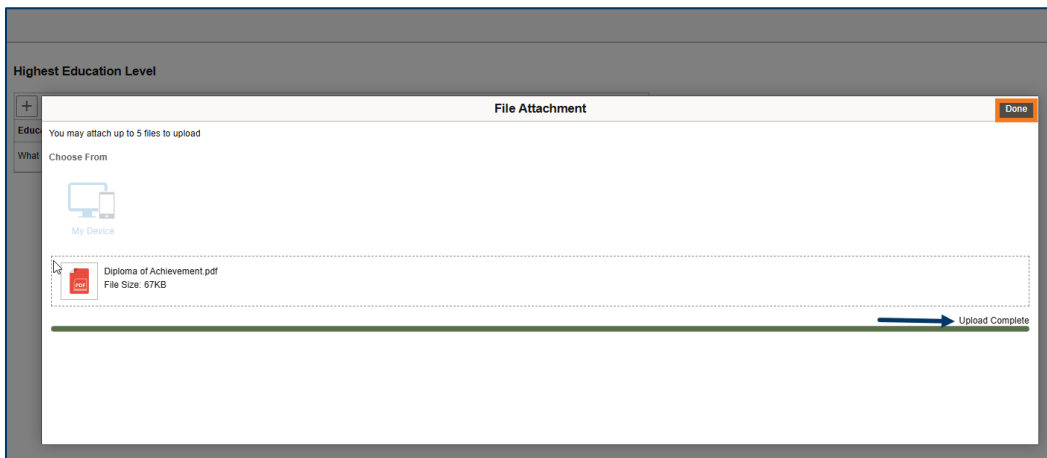 Highest Education Level
+
File Attachment
Done
Educ
You may attach up to 5 files to upload
What
Choose From
My Device
PDF
Diploma of Achievement.pdf
File Size: 67KB
Upload Complete